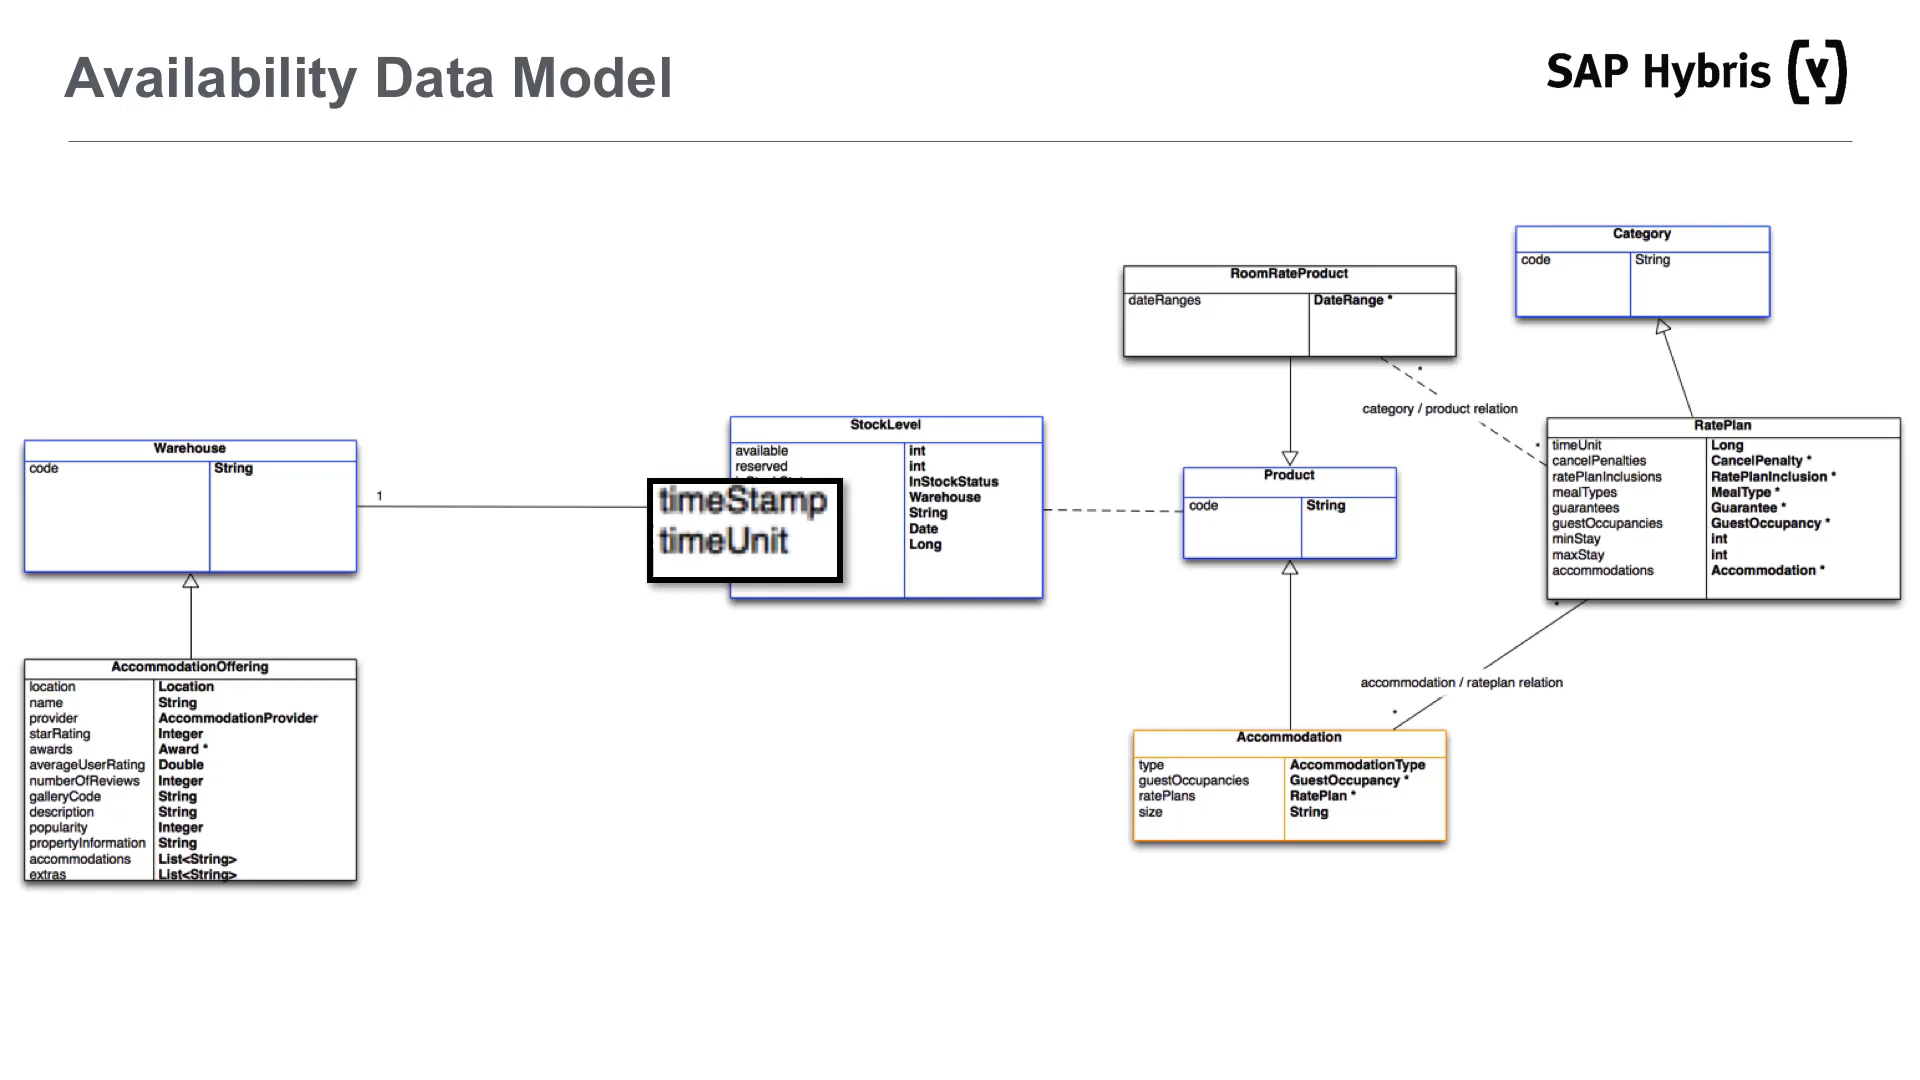 Availability Data Model
SAP Hybris (y)
Category
code String
RoomRateProduct
dateRanges DateRange *
*
category / product relation
Warehouse
code String
1
StockLevel
available int
reserved int
InStockStatus
Warehouse
String
Date
Long
timeStamp
timeUnit
Product
code String
RatePlan
*
timeUnit Long
cancelPenalties CancelPenalty *
ratePlanInclusions RatePlanInclusion *
mealTypes MealType *
guarantees Guarantee *
guestOccupancies GuestOccupancy *
minStay int
maxStay int
accommodations Accommodation *
*
accommodation / rateplan relation
*
AccommodationOffering
location Location
name String
provider AccommodationProvider
starRating Integer
awards Award *
averageUserRating Double
numberOfReviews Integer
galleryCode String
description String
popularity Integer
propertyInformation String
accommodations List<String>
extras List<String>
Accommodation
type AccommodationType
guestOccupancies GuestOccupancy *
ratePlans RatePlan *
size String